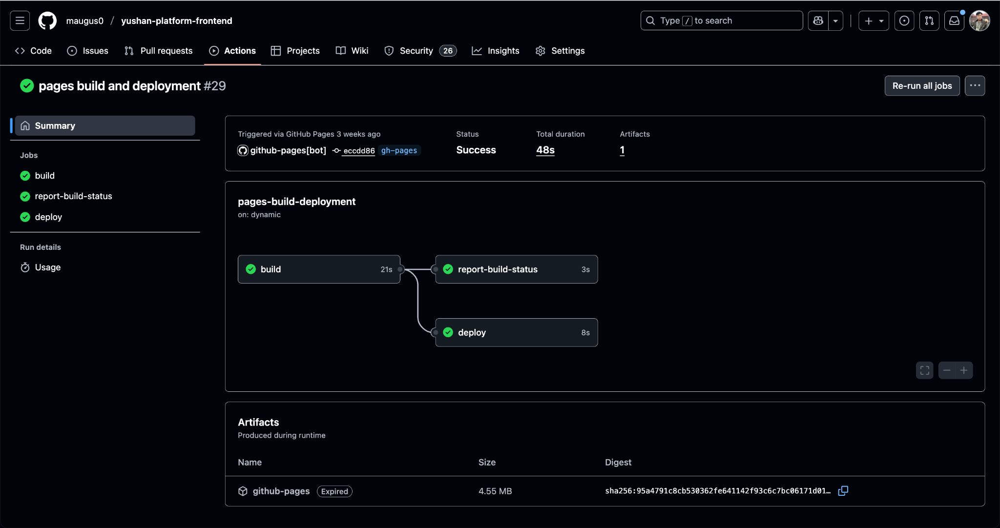 maugus0 / yushan-platform-frontend
Type / to search
Code
Issues
Pull requests
Actions
Projects
Wiki
Security 26
Insights
Settings
pages build and deployment #29
Re-run all jobs
Summary
Jobs
build
report-build-status
deploy
Run details
Usage
Triggered via GitHub Pages 3 weeks ago
github-pages[bot] eccdd86 gh-pages
Status
Success
Total duration
48s
Artifacts
1
pages-build-deployment
on: dynamic
build 21s
report-build-status 3s
deploy 8s
Artifacts
Produced during runtime
Name Size Digest
github-pages Expired 4.55 MB sha256:95a4791c8cb530362fe641142f93c6c7bc06171d01…